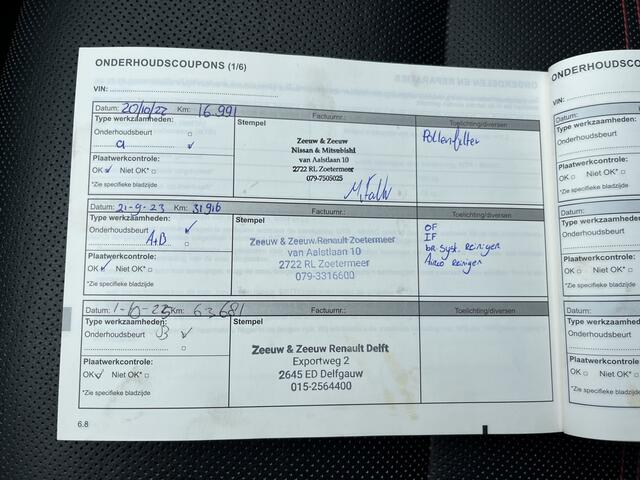 ONDERHOUDSCOUPONS (1/6)
VIN:
Datum: 20/10/22 Km: 16.991 Factuurnr.: Toelichting/diversen
Type werkzaamheden:
Onderhoudsbeurt
a
Plaatwerkcontrole:
OK Niet OK*
*Zie specifieke bladzijde
Stempel
Zeeuw & Zeeuw
Nissan & Mitsubishi
van Aalstlaan 10
2722 RL Zoetermeer
079-7505025
Pollenfilter
Datum: 21-9-23 Km: 31916 Factuurnr.: Toelichting/diversen
Type werkzaamheden:
Onderhoudsbeurt
A+B
Plaatwerkcontrole:
OK Niet OK*
*Zie specifieke bladzijde
Stempel
Zeeuw & Zeeuw Renault Zoetermeer
van Aalstlaan 10
2722 RL Zoetermeer
079-3316600
OF
IF
br syst. reinigen
Airco reinigen
Datum: 1-10-25 Km: 63681 Factuurnr.: Toelichting/diversen
Type werkzaamheden:
Onderhoudsbeurt B
Plaatwerkcontrole:
OK Niet OK*
*Zie specifieke bladzijde
Stempel
Zeeuw & Zeeuw Renault Delft
Exportweg 2
2645 ED Delfgauw
015-2564400
6.8
ONDERHOUDSCOU
VIN:
Datum:
Type werkzaamheden:
Onderhoudsbeurt
Plaatwerkcontrole:
OK Niet OK*
*Zie specifieke bladzijde
Datum:
Type werkzaamheden:
Onderhoudsbeurt
Plaatwerkcontrole:
OK Niet OK*
*Zie specifieke bladzijde
Datum:
Type werkzaamheden:
Onderhoudsbeurt
Plaatwerkcontrole:
OK Niet OK*
*Zie specifieke bladzijde